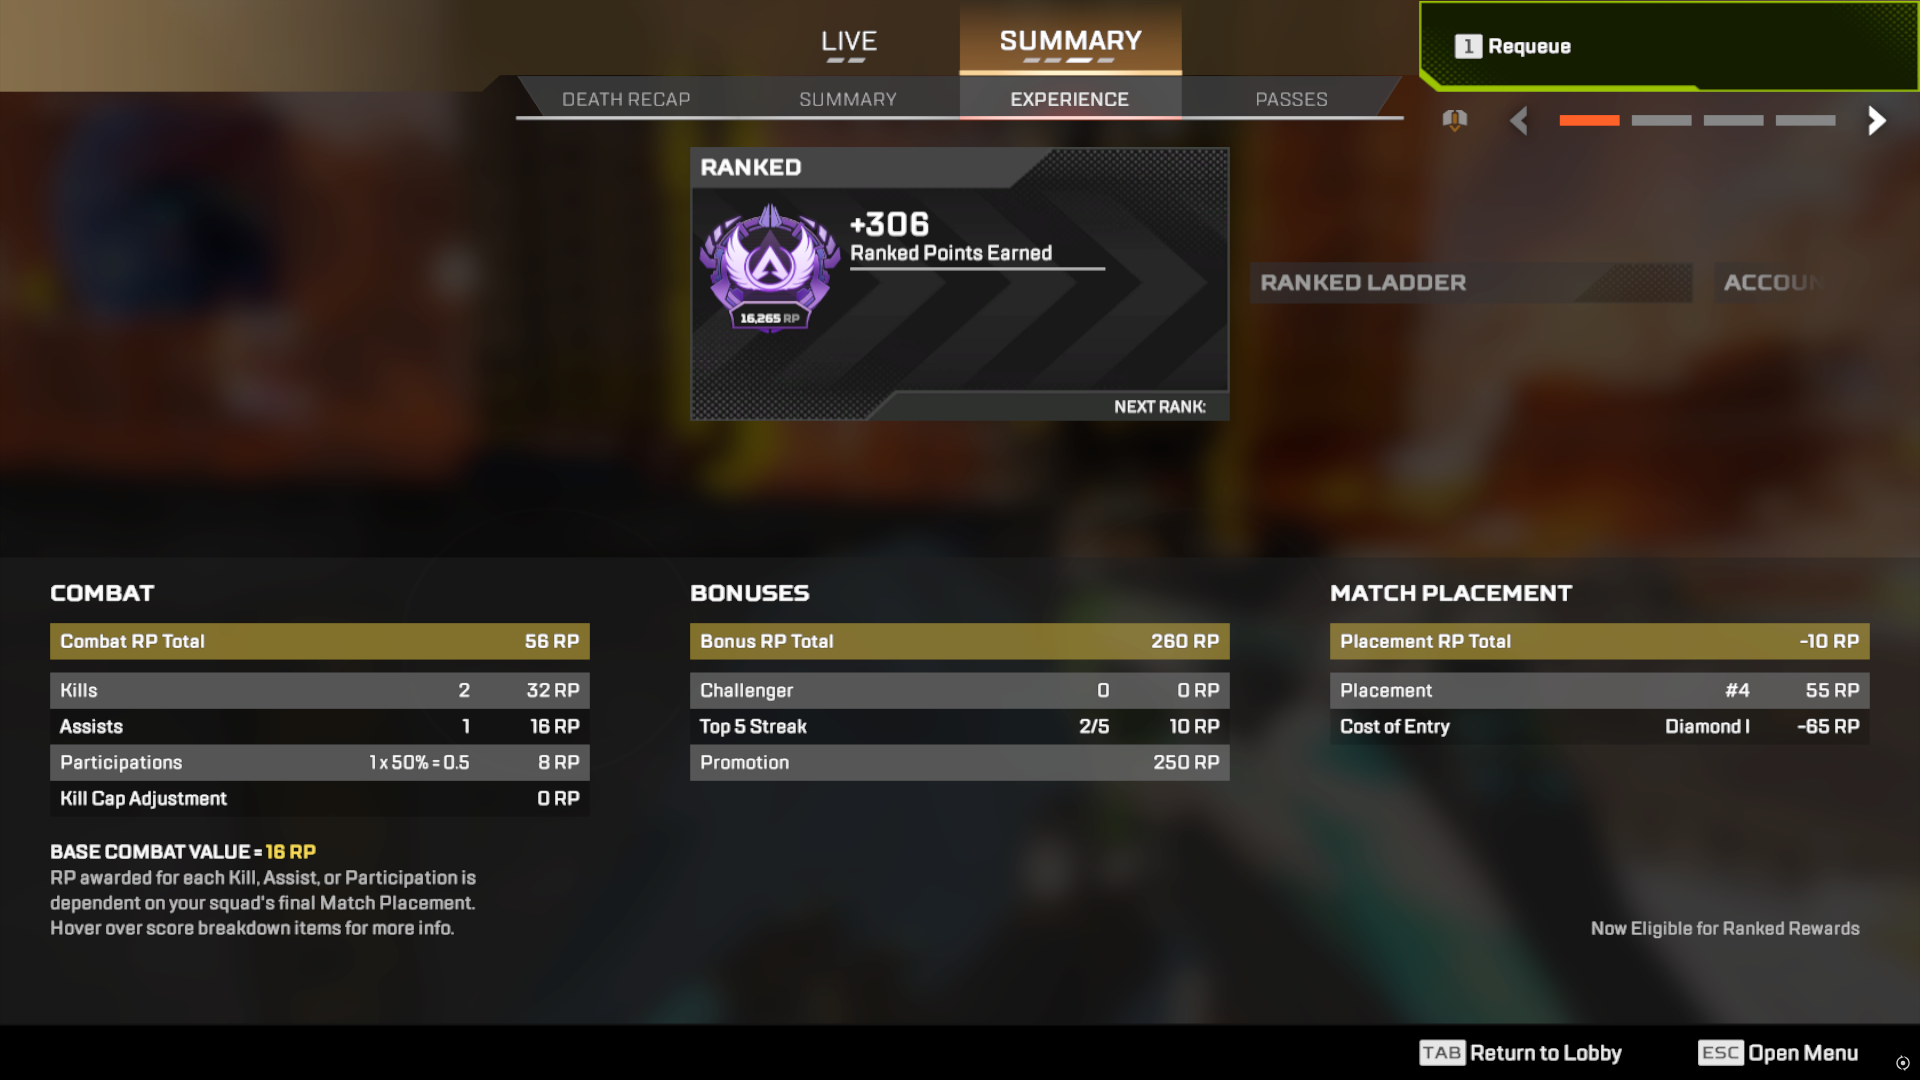 LIVE
SUMMARY
1 Requeue
DEATH RECAP
SUMMARY
EXPERIENCE
PASSES
RANKED
+306
Ranked Points Earned
16,265 RP
NEXT RANK:
RANKED LADDER
ACCOUN
COMBAT
Combat RP Total 56 RP
Kills 2 32 RP
Assists 1 16 RP
Participations 1 x 50% = 0.5 8 RP
Kill Cap Adjustment 0 RP
BASE COMBAT VALUE = 16 RP
RP awarded for each Kill, Assist, or Participation is
dependent on your squad's final Match Placement.
Hover over score breakdown items for more info.
BONUSES
Bonus RP Total 260 RP
Challenger 0 0 RP
Top 5 Streak 2/5 10 RP
Promotion 250 RP
MATCH PLACEMENT
Placement RP Total -10 RP
Placement #4 55 RP
Cost of Entry Diamond I -65 RP
Now Eligible for Ranked Rewards
TAB Return to Lobby
ESC Open Menu